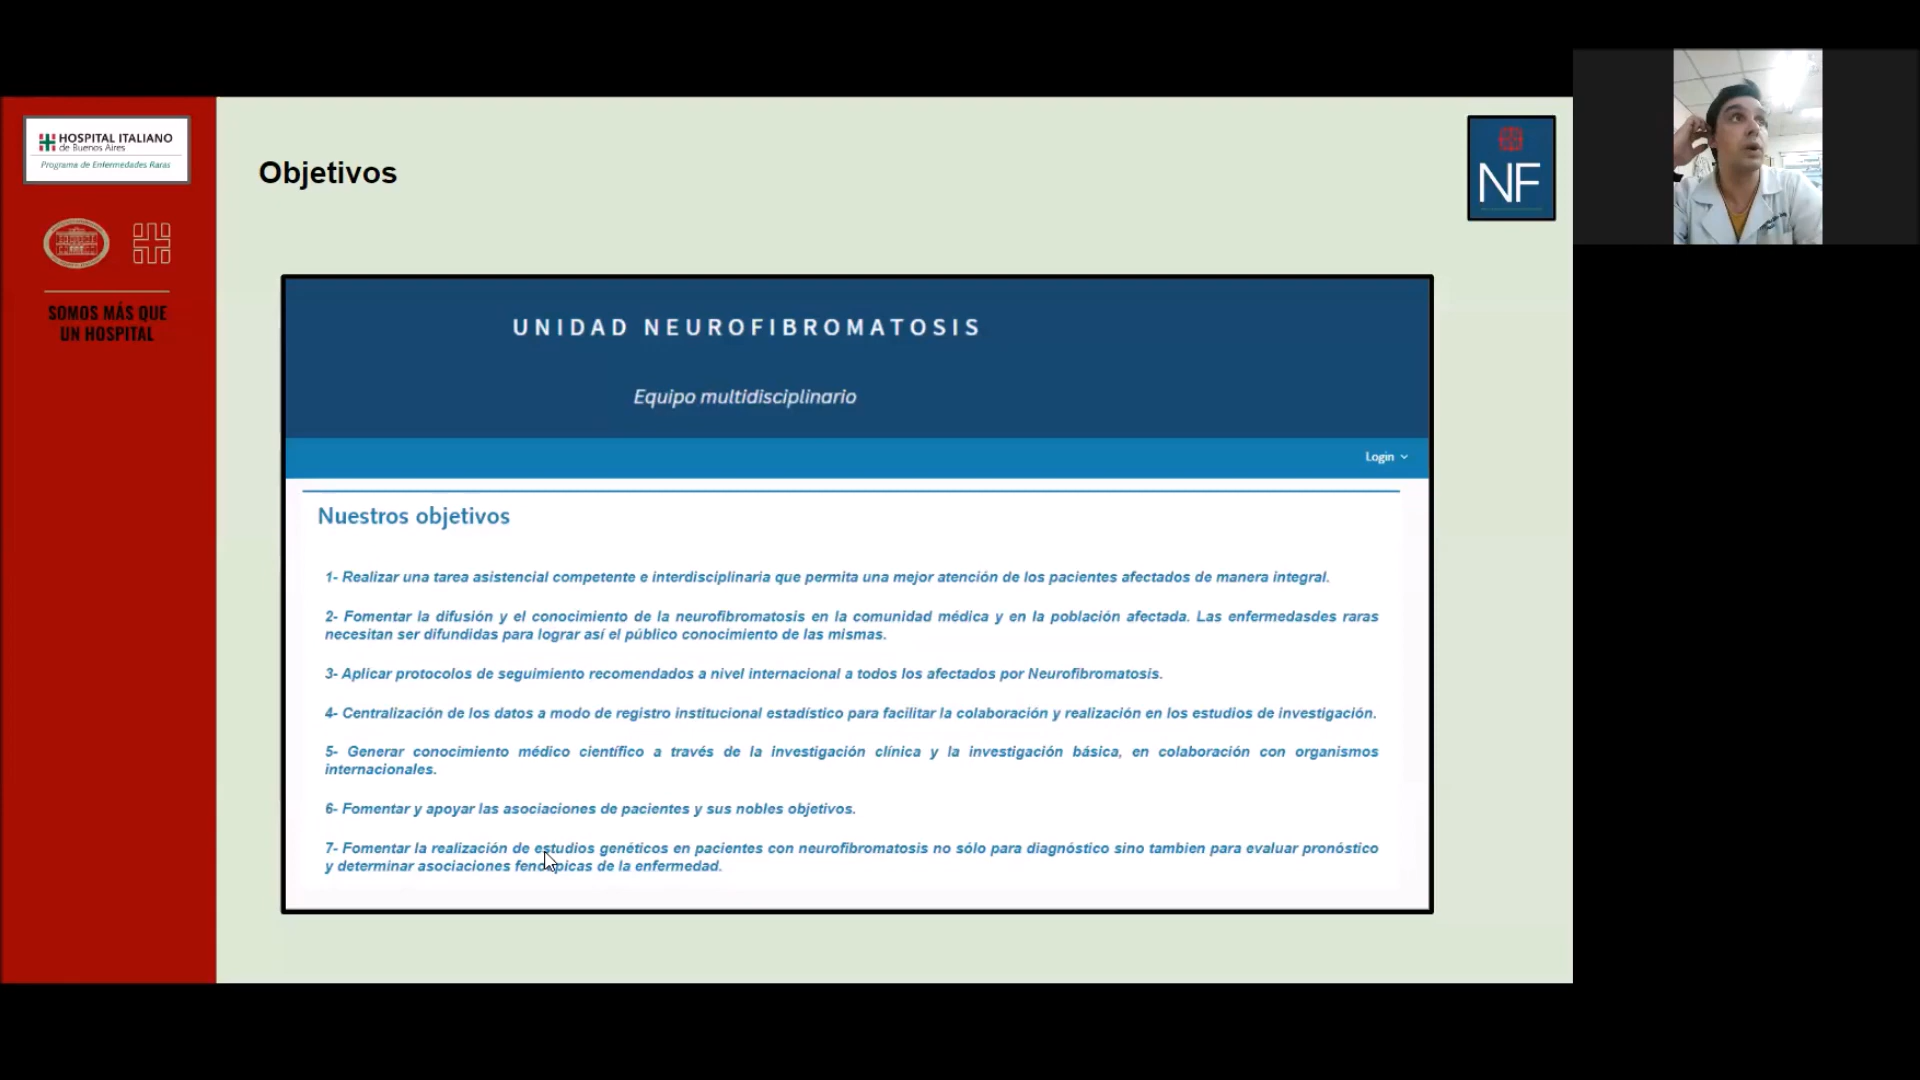 HOSPITAL ITALIANO
de Buenos Aires
Programa de Enfermedades Raras
SOMOS MÁS QUE
UN HOSPITAL
Objetivos
NF
UNIDAD NEUROFIBROMATOSIS
Equipo multidisciplinario
Login
Nuestros objetivos
1- Realizar una tarea asistencial competente e interdisciplinaria que permita una mejor atención de los pacientes afectados de manera integral.
2- Fomentar la difusión y el conocimiento de la neurofibromatosis en la comunidad médica y en la población afectada. Las enfermedasdes raras
necesitan ser difundidas para lograr así el público conocimiento de las mismas.
3- Aplicar protocolos de seguimiento recomendados a nivel internacional a todos los afectados por Neurofibromatosis.
4- Centralización de los datos a modo de registro institucional estadístico para facilitar la colaboración y realización en los estudios de investigación.
5- Generar conocimiento médico científico a través de la investigación clínica y la investigación básica, en colaboración con organismos
internacionales.
6- Fomentar y apoyar las asociaciones de pacientes y sus nobles objetivos.
7- Fomentar la realización de estudios genéticos en pacientes con neurofibromatosis no sólo para diagnóstico sino tambien para evaluar pronóstico
y determinar asociaciones fenotípicas de la enfermedad.